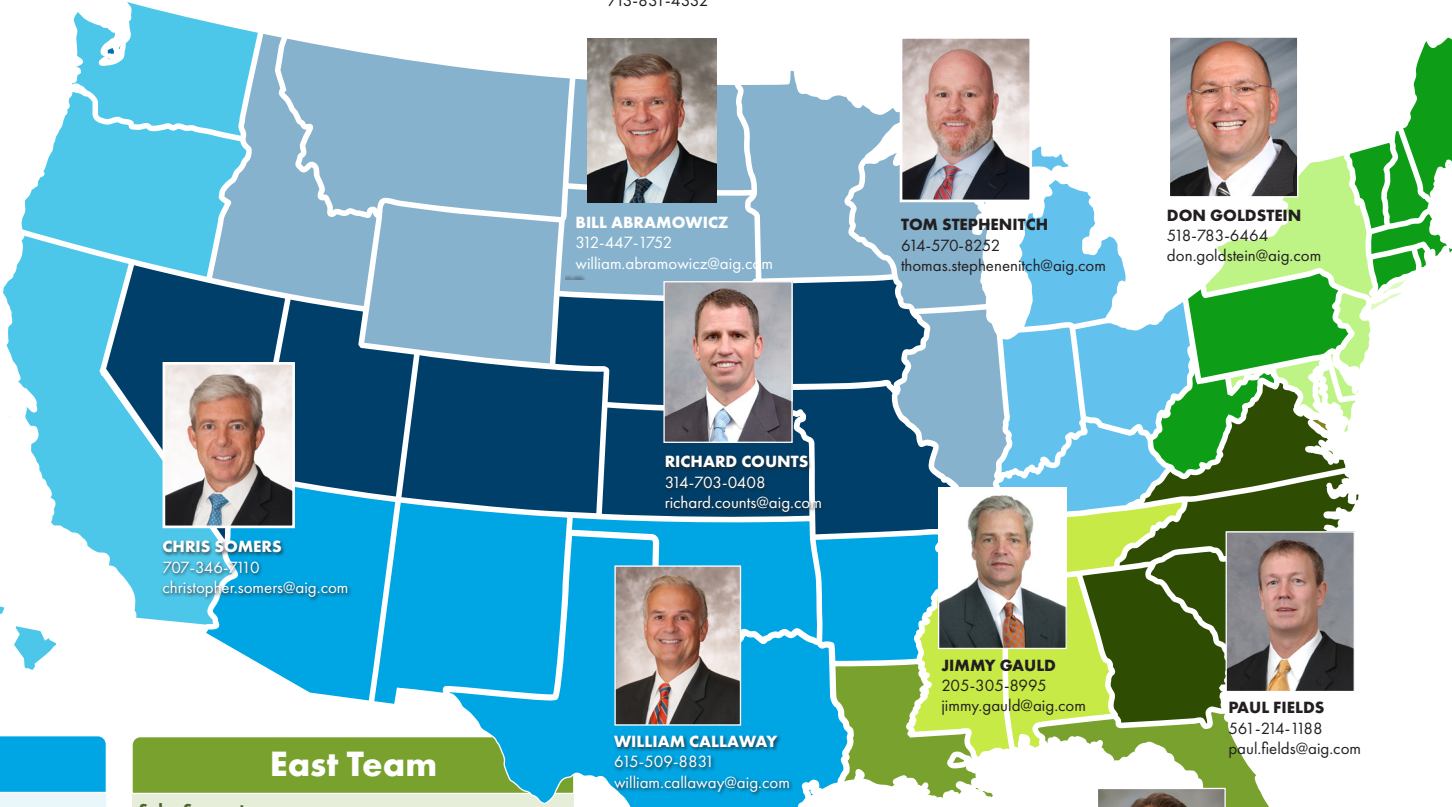 BILL ABRAMOWICZ
312-447-1752
william.abramowicz@aig.com
TOM STEPHENITCH
614-570-8252
thomas.stephenenitch@aig.com
DON GOLDSTEIN
518-783-6464
don.goldstein@aig.com
RICHARD COUNTS
314-703-0408
richard.counts@aig.com
CHRIS SOMERS
707-346-7110
christopher.somers@aig.com
JIMMY GAULD
205-305-8995
jimmy.gauld@aig.com
PAUL FIELDS
561-214-1188
paul.fields@aig.com
WILLIAM CALLAWAY
615-509-8831
william.callaway@aig.com
East Team